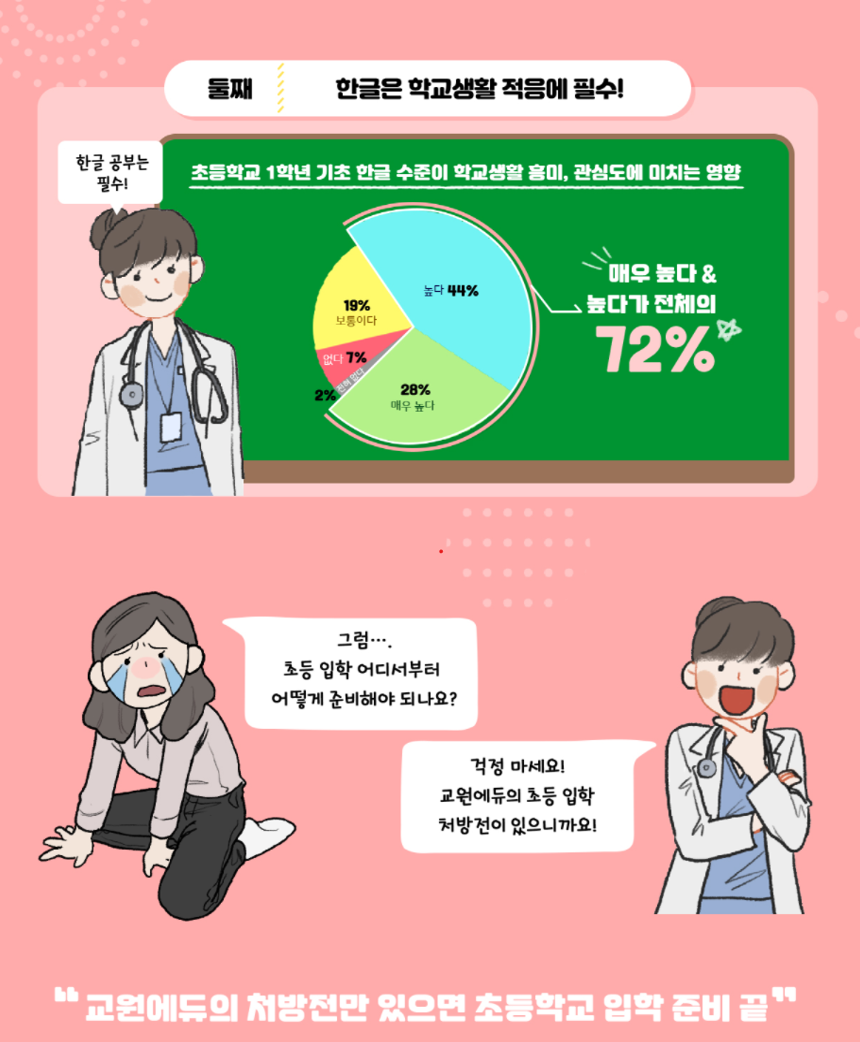 둘째
한글은 학교생활 적응에 필수!
한글 공부는
필수!
초등학교 1학년 기초 한글 수준이 학교생활 흥미, 관심도에 미치는 영향
높다 44%
19%
보통이다
없다 7%
전혀 없다
2%
28%
매우 높다
매우 높다 &
높다가 전체의
72%
그럼….
초등 입학 어디서부터
어떻게 준비해야 되나요?
걱정 마세요!
교원에듀의 초등 입학
처방전이 있으니까요!
“교원에듀의 처방전만 있으면 초등학교 입학 준비 끝”